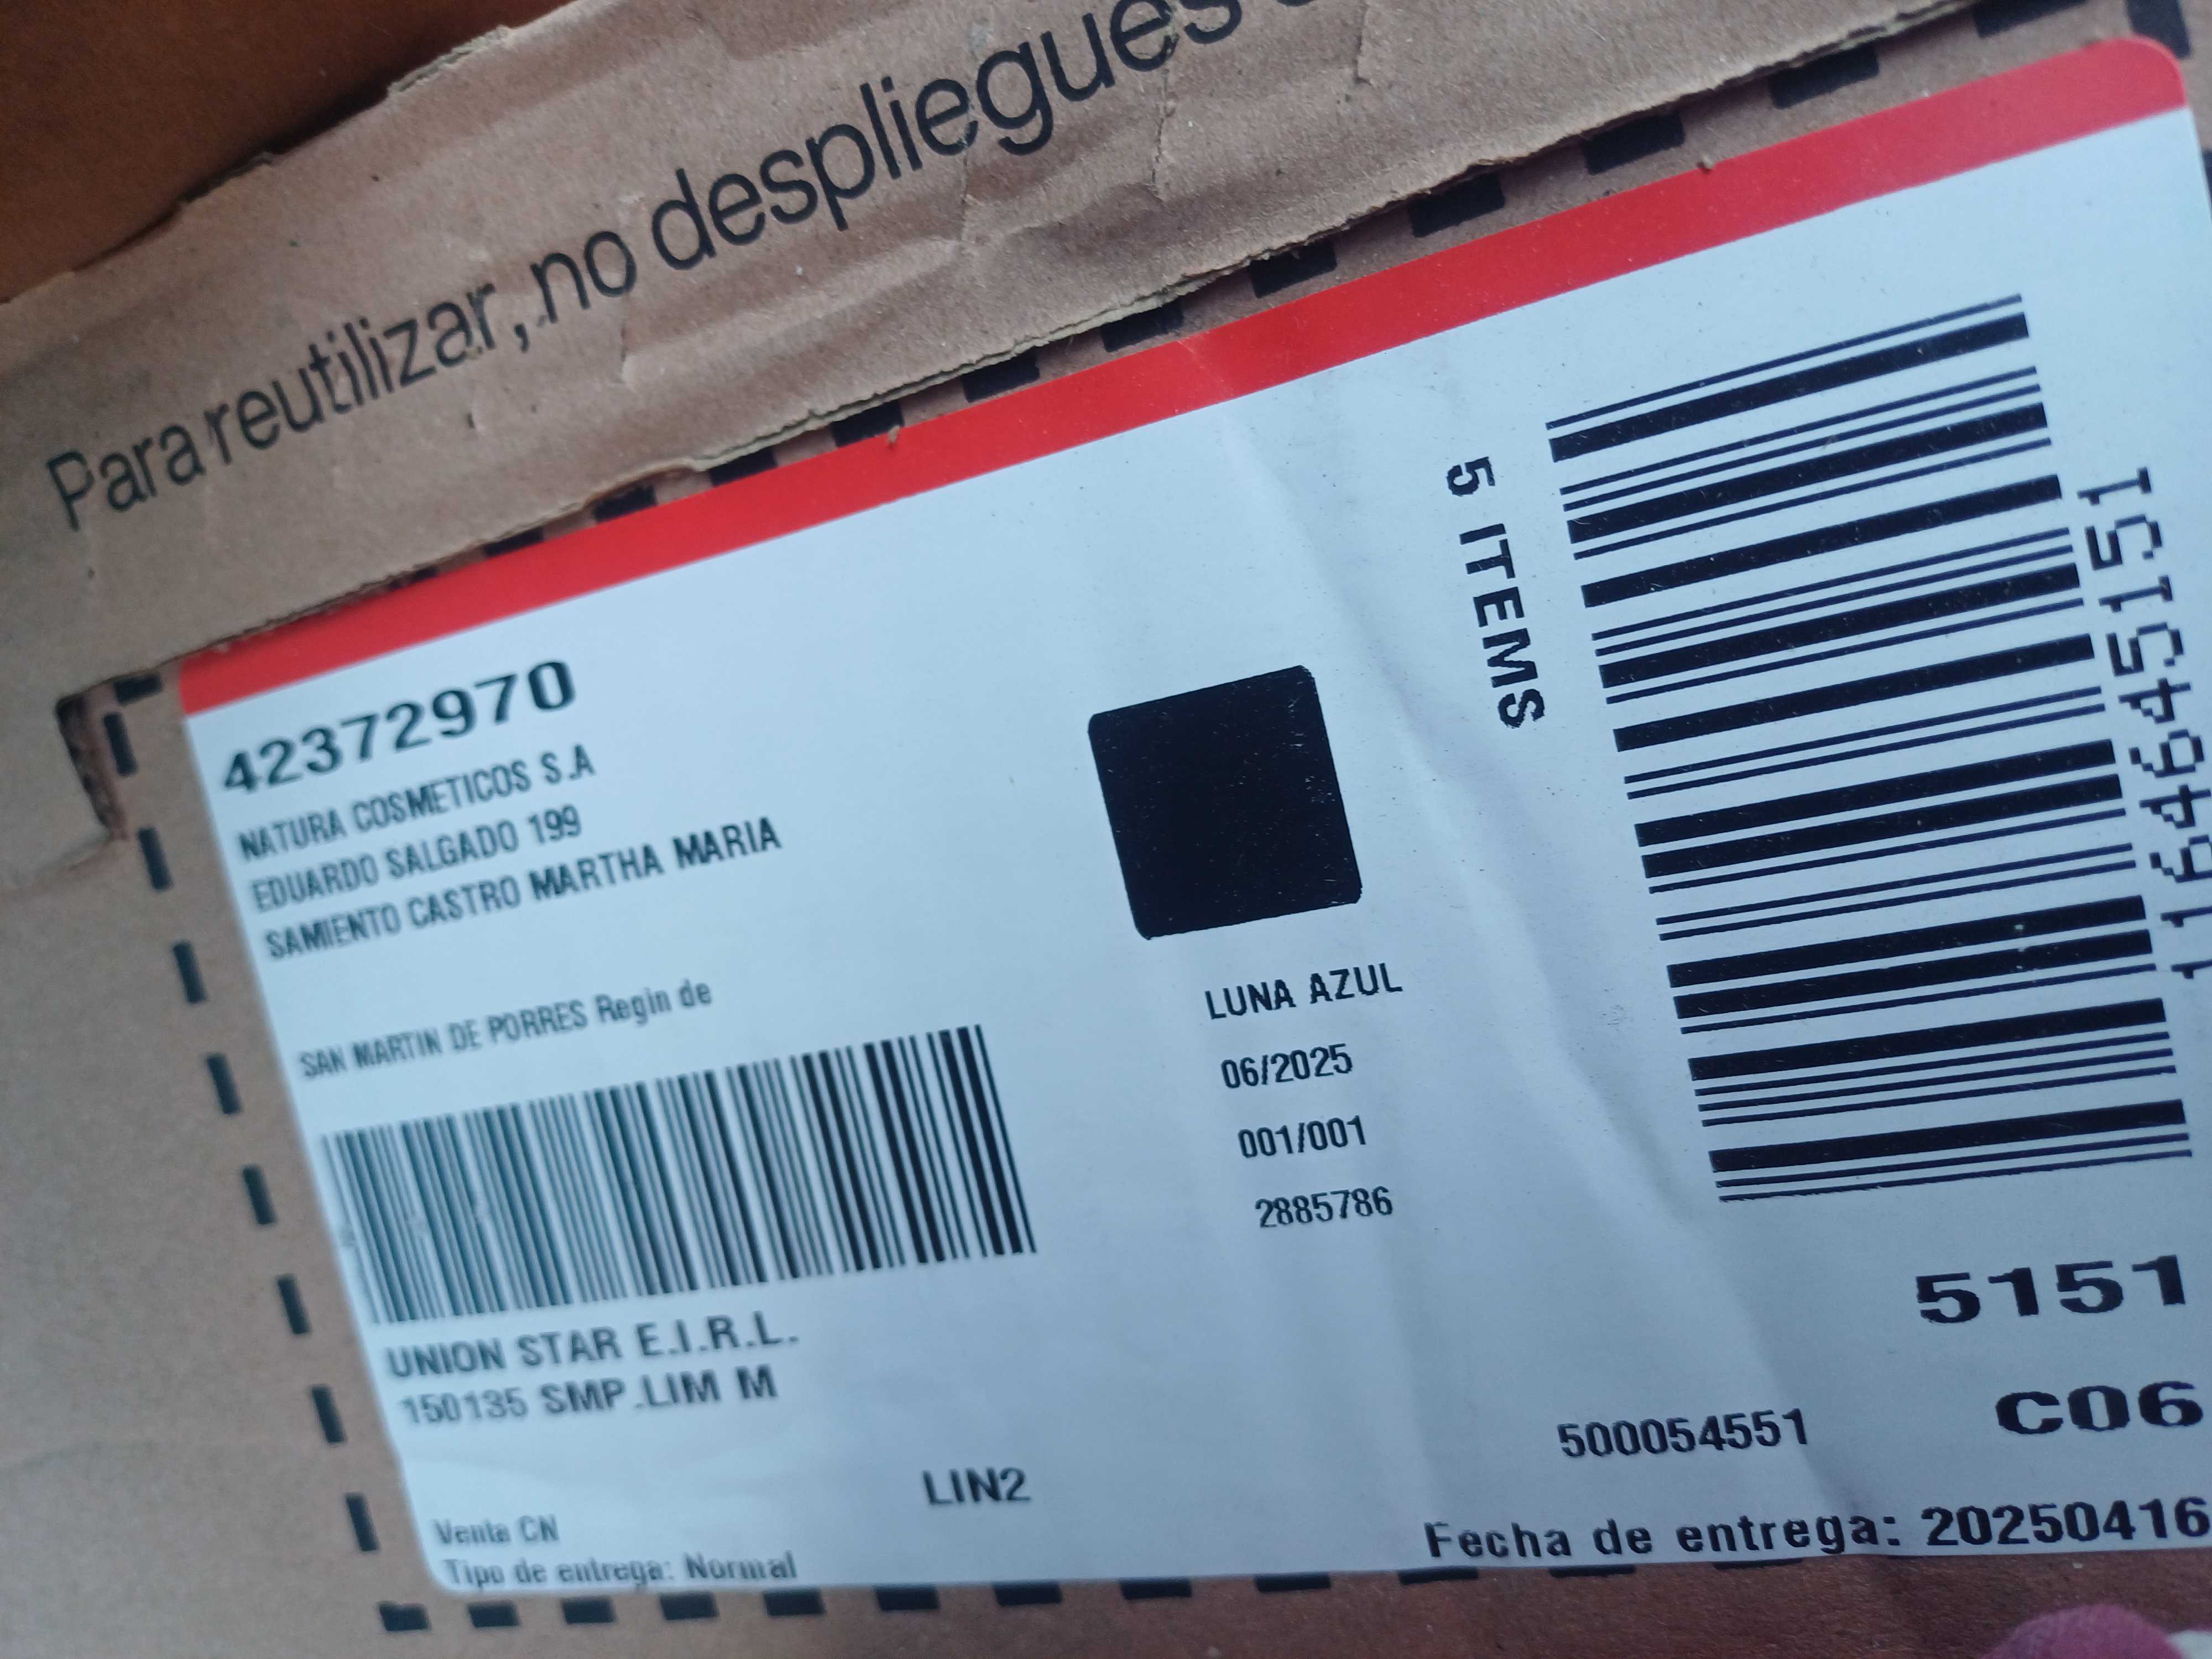 Para reutilizar, no despliegues
5 ITEMS
1164645151
42372970
NATURA COSMETICOS S.A
EDUARDO SALGADO 199
SAMIENTO CASTRO MARTHA MARIA
SAN MARTIN DE PORRES Regin de
LUNA AZUL
06/2025
001/001
2885786
UNION STAR E.I.R.L.
150135 SMP.LIM M
5151
C06
500054551
LIN2
Venta CN
Tipo de entrega: Normal
Fecha de entrega: 20250416